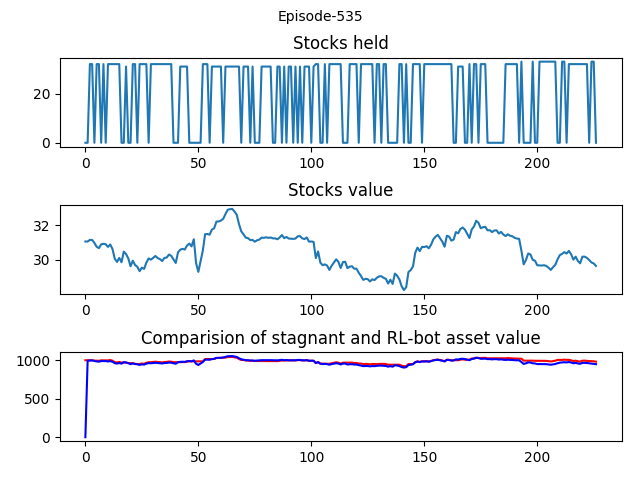 Episode-535
Stocks held
20
0
0 50 100 150 200
Stocks value
32
30
0 50 100 150 200
Comparision of stagnant and RL-bot asset value
1000
500
0
0 50 100 150 200